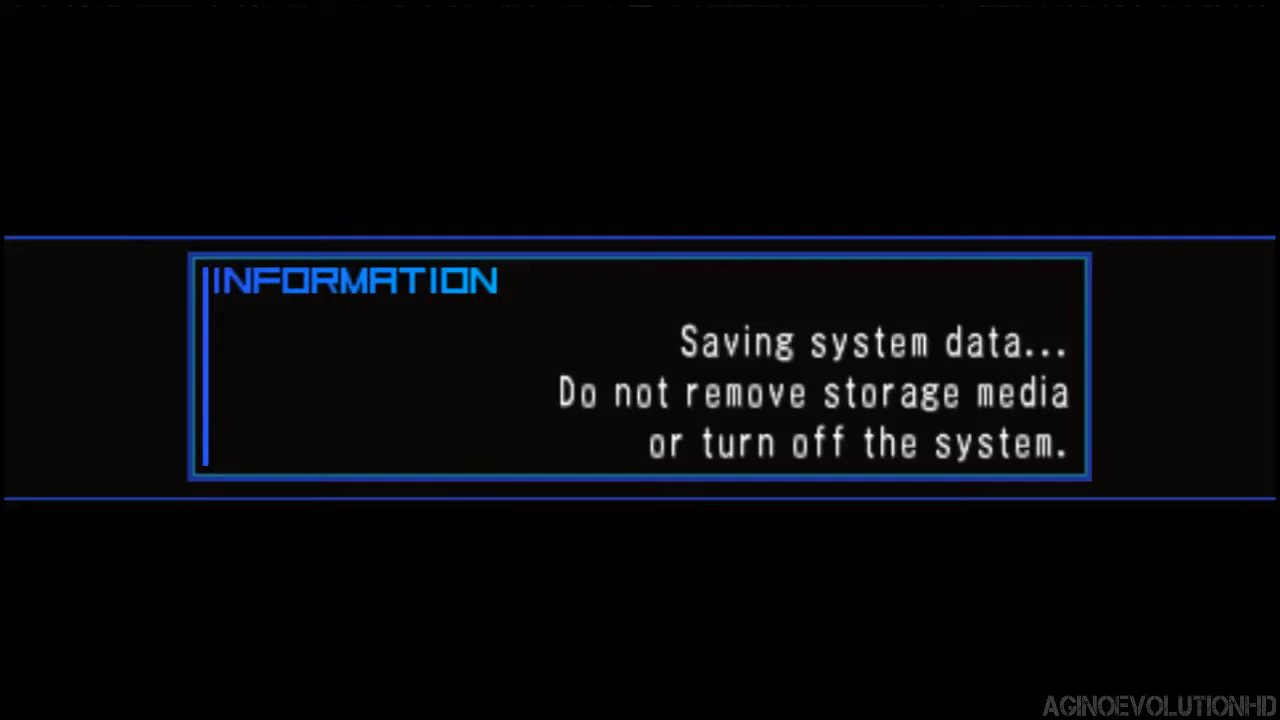 INFORMATION
Saving system data...
Do not remove storage media
or turn off the system.
AGINOEVOLUTIONHD